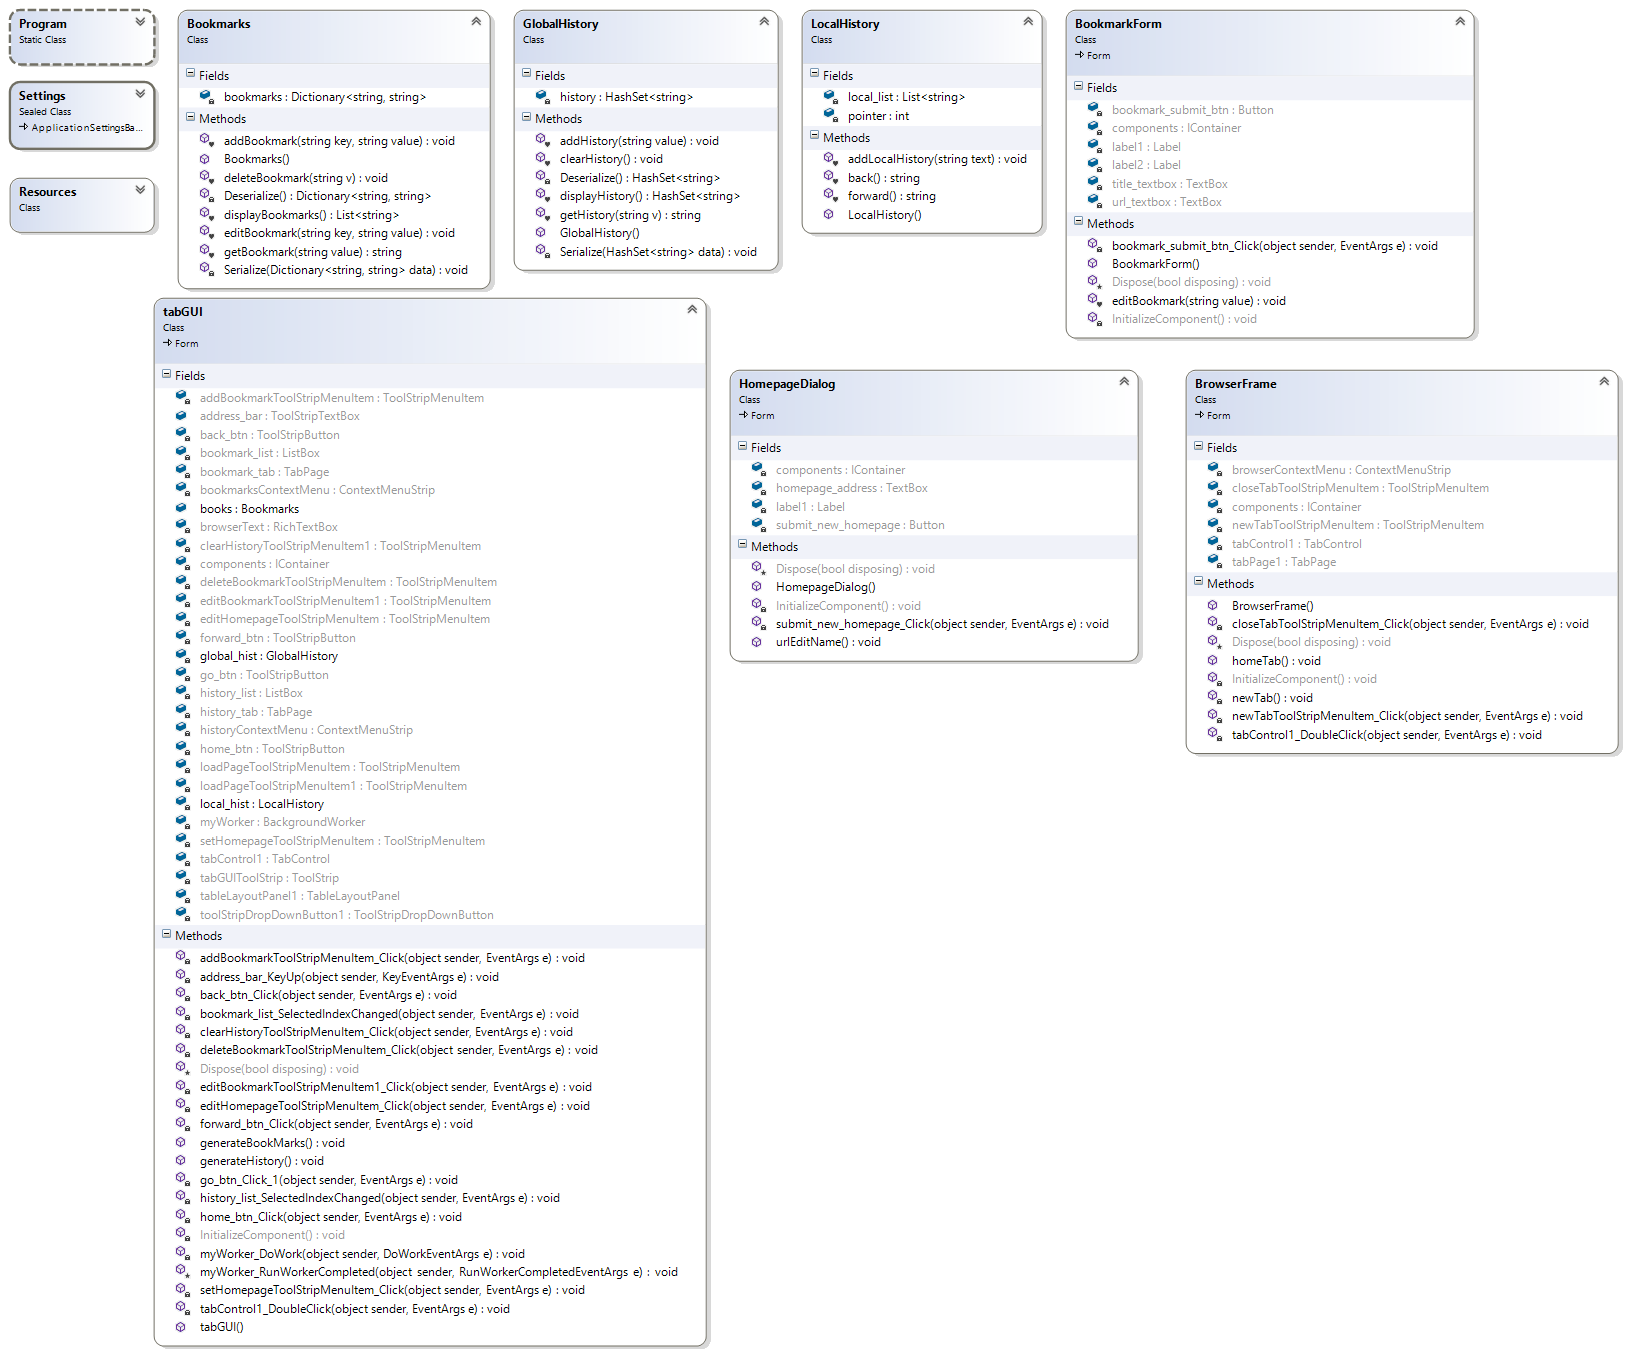 Program
Static Class
Settings
Sealed Class
ApplicationSettingsBa...
Resources
Class
Bookmarks
Class
Fields
bookmarks : Dictionary<string, string>
Methods
addBookmark(string key, string value) : void
Bookmarks()
deleteBookmark(string v) : void
Deserialize() : Dictionary<string, string>
displayBookmarks() : List<string>
editBookmark(string key, string value) : void
getBookmark(string value) : string
Serialize(Dictionary<string, string> data) : void
GlobalHistory
Class
Fields
history : HashSet<string>
Methods
addHistory(string value) : void
clearHistory() : void
Deserialize() : HashSet<string>
displayHistory() : HashSet<string>
getHistory(string v) : string
GlobalHistory()
Serialize(HashSet<string> data) : void
LocalHistory
Class
Fields
local_list : List<string>
pointer : int
Methods
addLocalHistory(string text) : void
back() : string
forward() : string
LocalHistory()
BookmarkForm
Class
Form
Fields
bookmark_submit_btn : Button
components : IContainer
label1 : Label
label2 : Label
title_textbox : TextBox
url_textbox : TextBox
Methods
bookmark_submit_btn_Click(object sender, EventArgs e) : void
BookmarkForm()
Dispose(bool disposing) : void
editBookmark(string value) : void
InitializeComponent() : void
tabGUI
Class
Form
Fields
addBookmarkToolStripMenuItem : ToolStripMenuItem
address_bar : ToolStripTextBox
back_btn : ToolStripButton
bookmark_list : ListBox
bookmark_tab : TabPage
bookmarksContextMenu : ContextMenuStrip
books : Bookmarks
browserText : RichTextBox
clearHistoryToolStripMenuItem1 : ToolStripMenuItem
components : IContainer
deleteBookmarkToolStripMenuItem : ToolStripMenuItem
editBookmarkToolStripMenuItem1 : ToolStripMenuItem
editHomepageToolStripMenuItem : ToolStripMenuItem
forward_btn : ToolStripButton
global_hist : GlobalHistory
go_btn : ToolStripButton
history_list : ListBox
history_tab : TabPage
historyContextMenu : ContextMenuStrip
home_btn : ToolStripButton
loadPageToolStripMenuItem : ToolStripMenuItem
loadPageToolStripMenuItem1 : ToolStripMenuItem
local_hist : LocalHistory
myWorker : BackgroundWorker
setHomepageToolStripMenuItem : ToolStripMenuItem
tabControl1 : TabControl
tabGUIToolStrip : ToolStrip
tableLayoutPanel1 : TableLayoutPanel
toolStripDropDownButton1 : ToolStripDropDownButton
Methods
addBookmarkToolStripMenuItem_Click(object sender, EventArgs e) : void
address_bar_KeyUp(object sender, KeyEventArgs e) : void
back_btn_Click(object sender, EventArgs e) : void
bookmark_list_SelectedIndexChanged(object sender, EventArgs e) : void
clearHistoryToolStripMenuItem_Click(object sender, EventArgs e) : void
deleteBookmarkToolStripMenuItem_Click(object sender, EventArgs e) : void
Dispose(bool disposing) : void
editBookmarkToolStripMenuItem1_Click(object sender, EventArgs e) : void
editHomepageToolStripMenuItem_Click(object sender, EventArgs e) : void
forward_btn_Click(object sender, EventArgs e) : void
generateBookMarks() : void
generateHistory() : void
go_btn_Click_1(object sender, EventArgs e) : void
history_list_SelectedIndexChanged(object sender, EventArgs e) : void
home_btn_Click(object sender, EventArgs e) : void
InitializeComponent() : void
myWorker_DoWork(object sender, DoWorkEventArgs e) : void
myWorker_RunWorkerCompleted(object sender, RunWorkerCompletedEventArgs e) : void
setHomepageToolStripMenuItem_Click(object sender, EventArgs e) : void
tabControl1_DoubleClick(object sender, EventArgs e) : void
tabGUI()
HomepageDialog
Class
Form
Fields
components : IContainer
homepage_address : TextBox
label1 : Label
submit_new_homepage : Button
Methods
Dispose(bool disposing) : void
HomepageDialog()
InitializeComponent() : void
submit_new_homepage_Click(object sender, EventArgs e) : void
urlEditName() : void
BrowserFrame
Class
Form
Fields
browserContextMenu : ContextMenuStrip
closeTabToolStripMenuItem : ToolStripMenuItem
components : IContainer
newTabToolStripMenuItem : ToolStripMenuItem
tabControl1 : TabControl
tabPage1 : TabPage
Methods
BrowserFrame()
closeTabToolStripMenuItem_Click(object sender, EventArgs e) : void
Dispose(bool disposing) : void
homeTab() : void
InitializeComponent() : void
newTab() : void
newTabToolStripMenuItem_Click(object sender, EventArgs e) : void
tabControl1_DoubleClick(object sender, EventArgs e) : void